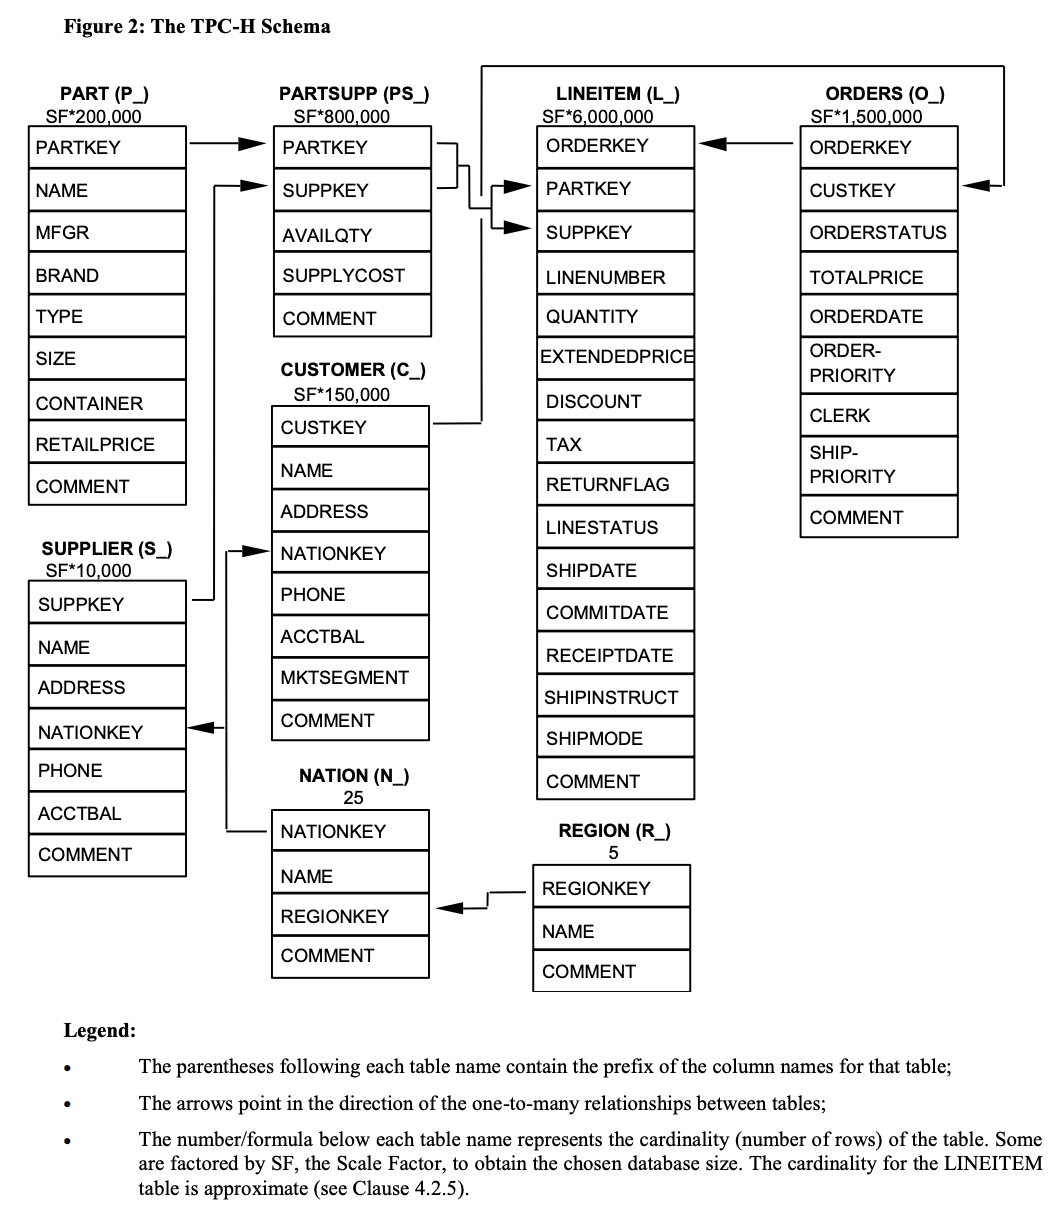 Figure 2: The TPC-H Schema
PART (P_)
SF*200,000
PARTKEY
NAME
MFGR
BRAND
TYPE
SIZE
CONTAINER
RETAILPRICE
COMMENT
SUPPLIER (S_)
SF*10,000
SUPPKEY
NAME
ADDRESS
NATIONKEY
PHONE
ACCTBAL
COMMENT
PARTSUPP (PS_)
SF*800,000
PARTKEY
SUPPKEY
AVAILQTY
SUPPLYCOST
COMMENT
CUSTOMER (C_)
SF*150,000
CUSTKEY
NAME
ADDRESS
NATIONKEY
PHONE
ACCTBAL
MKTSEGMENT
COMMENT
NATION (N_)
25
NATIONKEY
NAME
REGIONKEY
COMMENT
LINEITEM (L_)
SF*6,000,000
ORDERKEY
PARTKEY
SUPPKEY
LINENUMBER
QUANTITY
EXTENDEDPRICE
DISCOUNT
TAX
RETURNFLAG
LINESTATUS
SHIPDATE
COMMITDATE
RECEIPTDATE
SHIPINSTRUCT
SHIPMODE
COMMENT
REGION (R_)
5
REGIONKEY
NAME
COMMENT
ORDERS (O_)
SF*1,500,000
ORDERKEY
CUSTKEY
ORDERSTATUS
TOTALPRICE
ORDERDATE
ORDER-
PRIORITY
CLERK
SHIP-
PRIORITY
COMMENT
Legend:
• The parentheses following each table name contain the prefix of the column names for that table;
• The arrows point in the direction of the one-to-many relationships between tables;
• The number/formula below each table name represents the cardinality (number of rows) of the table. Some
are factored by SF, the Scale Factor, to obtain the chosen database size. The cardinality for the LINEITEM
table is approximate (see Clause 4.2.5).